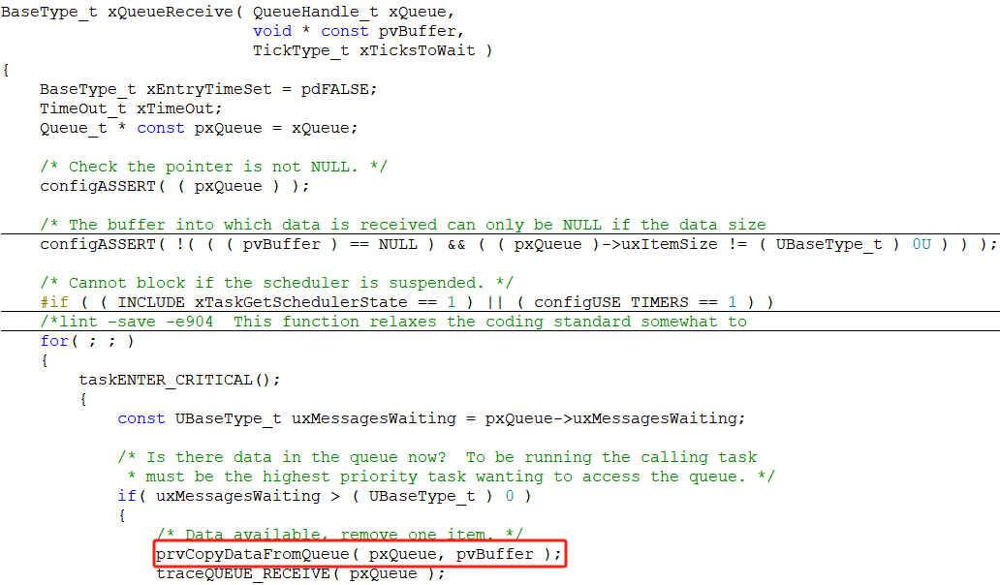 BaseType_t xQueueReceive( QueueHandle_t xQueue,
                          void * const pvBuffer,
                          TickType_t xTicksToWait )
{
    BaseType_t xEntryTimeSet = pdFALSE;
    TimeOut_t xTimeOut;
    Queue_t * const pxQueue = xQueue;

    /* Check the pointer is not NULL. */
    configASSERT( ( pxQueue ) );

    /* The buffer into which data is received can only be NULL if the data size
    configASSERT( !( ( ( pvBuffer ) == NULL ) && ( ( pxQueue )->uxItemSize != ( UBaseType_t ) 0U ) ) );

    /* Cannot block if the scheduler is suspended. */
    #if ( ( INCLUDE_xTaskGetSchedulerState == 1 ) || ( configUSE_TIMERS == 1 ) )
    /*lint -save -e904  This function relaxes the coding standard somewhat to
    for( ; ; )
    {
        taskENTER_CRITICAL();
        {
            const UBaseType_t uxMessagesWaiting = pxQueue->uxMessagesWaiting;

            /* Is there data in the queue now?  To be running the calling task
             * must be the highest priority task wanting to access the queue. */
            if( uxMessagesWaiting > ( UBaseType_t ) 0 )
            {
                /* Data available, remove one item. */
                prvCopyDataFromQueue( pxQueue, pvBuffer );
                traceQUEUE_RECEIVE( pxQueue );